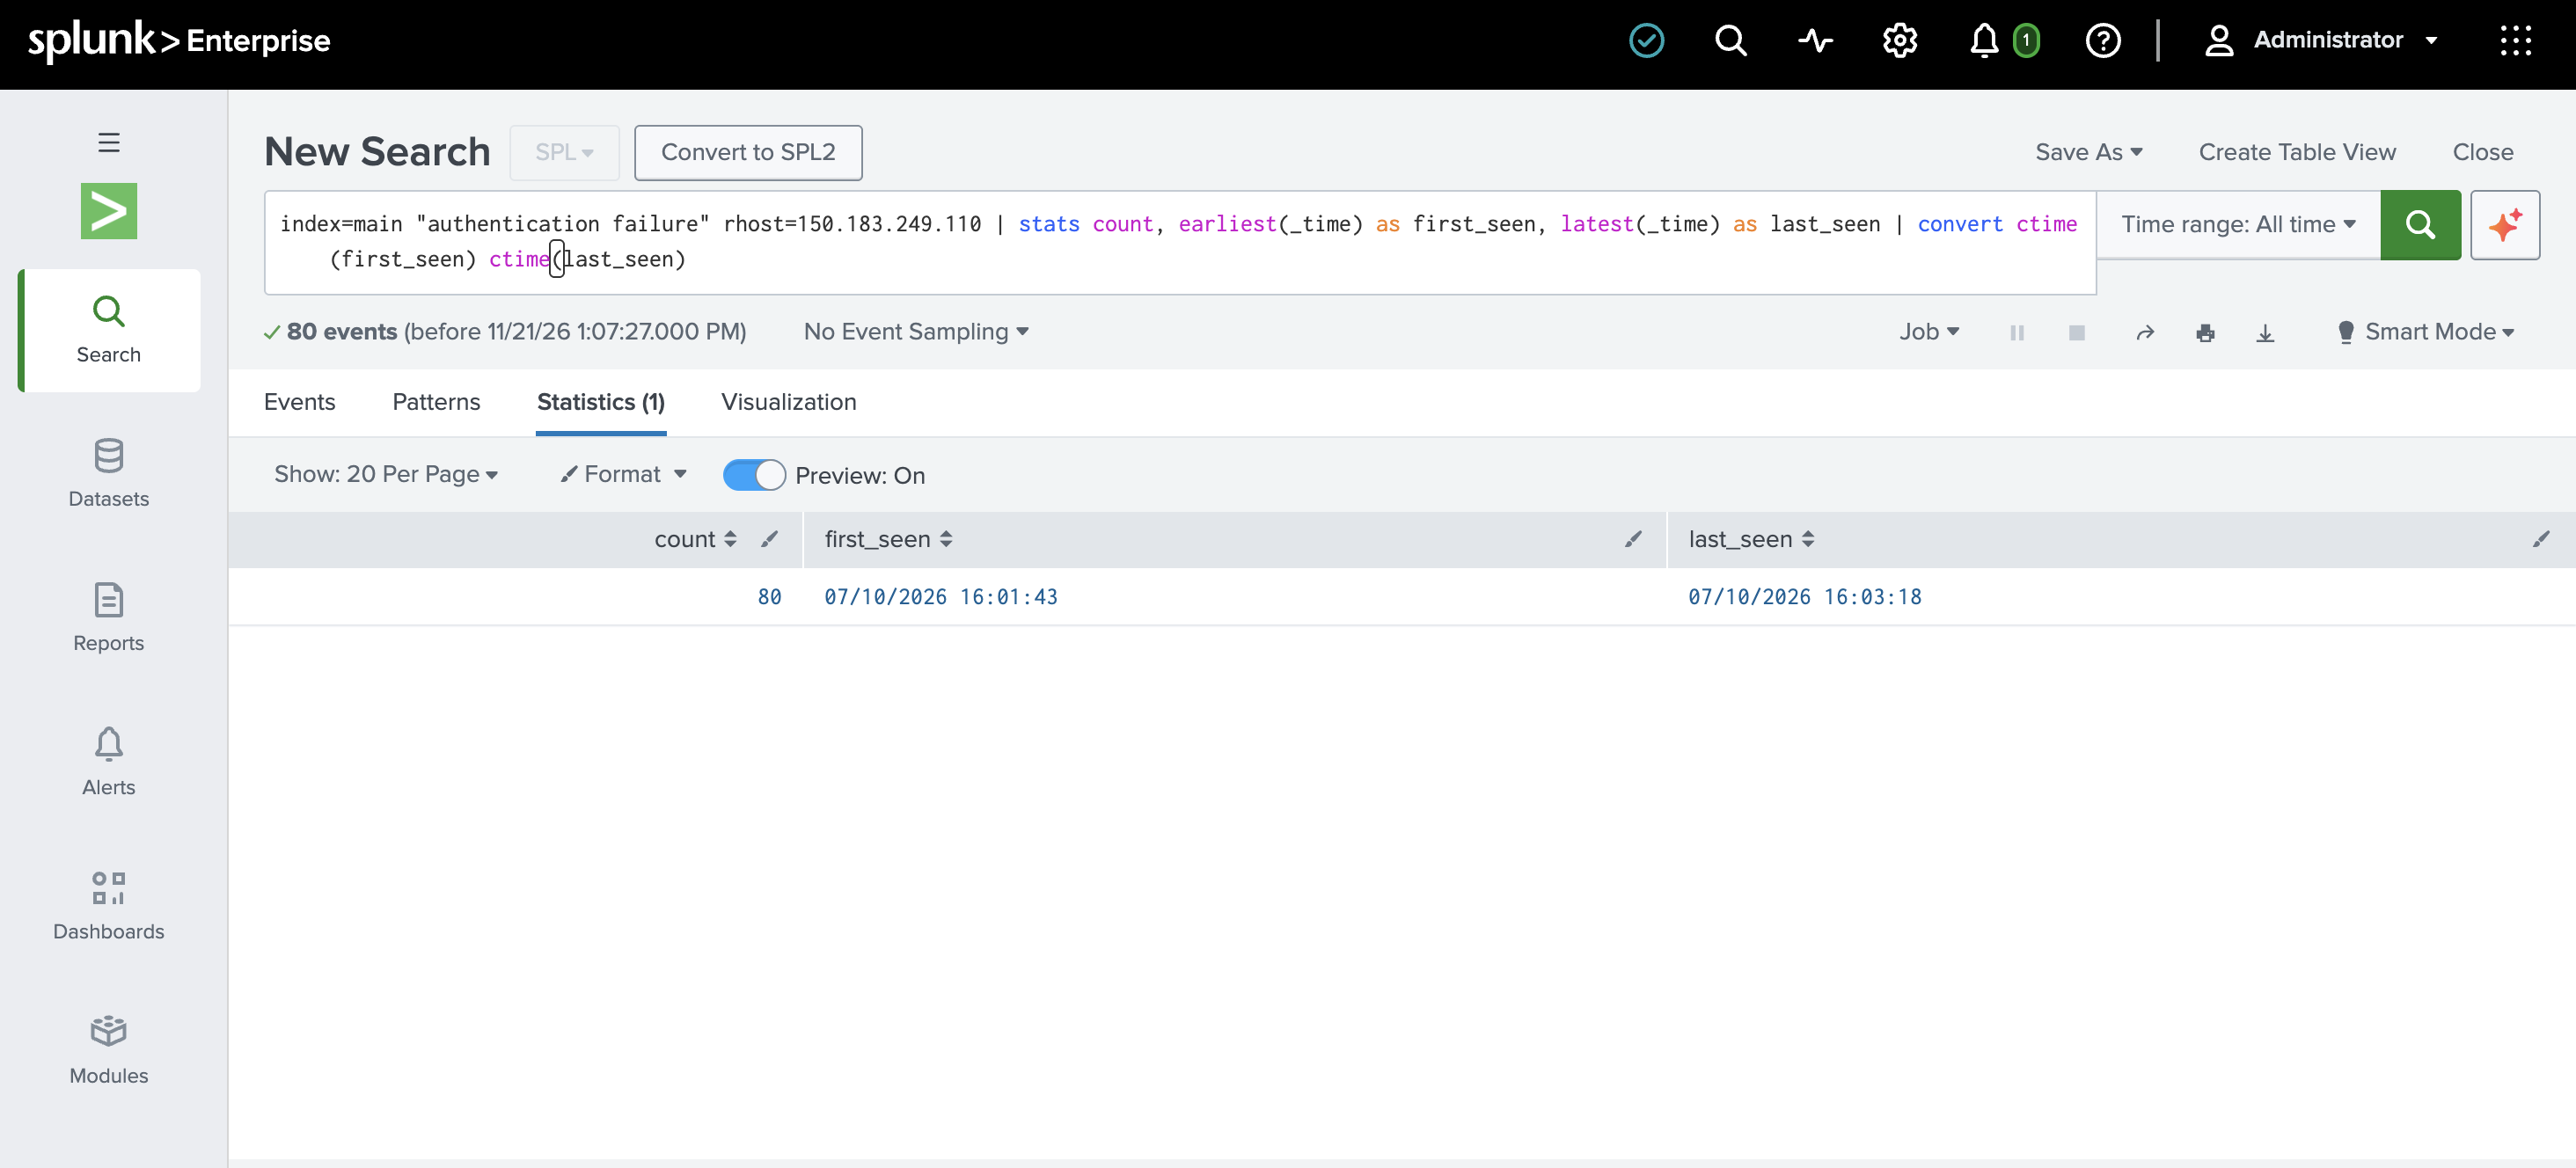 splunk> Enterprise
1
Administrator
New Search
SPL
Convert to SPL2
Save As
Create Table View
Close
index=main "authentication failure" rhost=150.183.249.110 | stats count, earliest(_time) as first_seen, latest(_time) as last_seen | convert ctime
(first_seen) ctime(last_seen)
Time range: All time
80 events (before 11/21/26 1:07:27.000 PM)
No Event Sampling
Job
Smart Mode
Events
Patterns
Statistics (1)
Visualization
Show: 20 Per Page
Format
Preview: On
count
first_seen
last_seen
80
07/10/2026 16:01:43
07/10/2026 16:03:18
Search
Datasets
Reports
Alerts
Dashboards
Modules